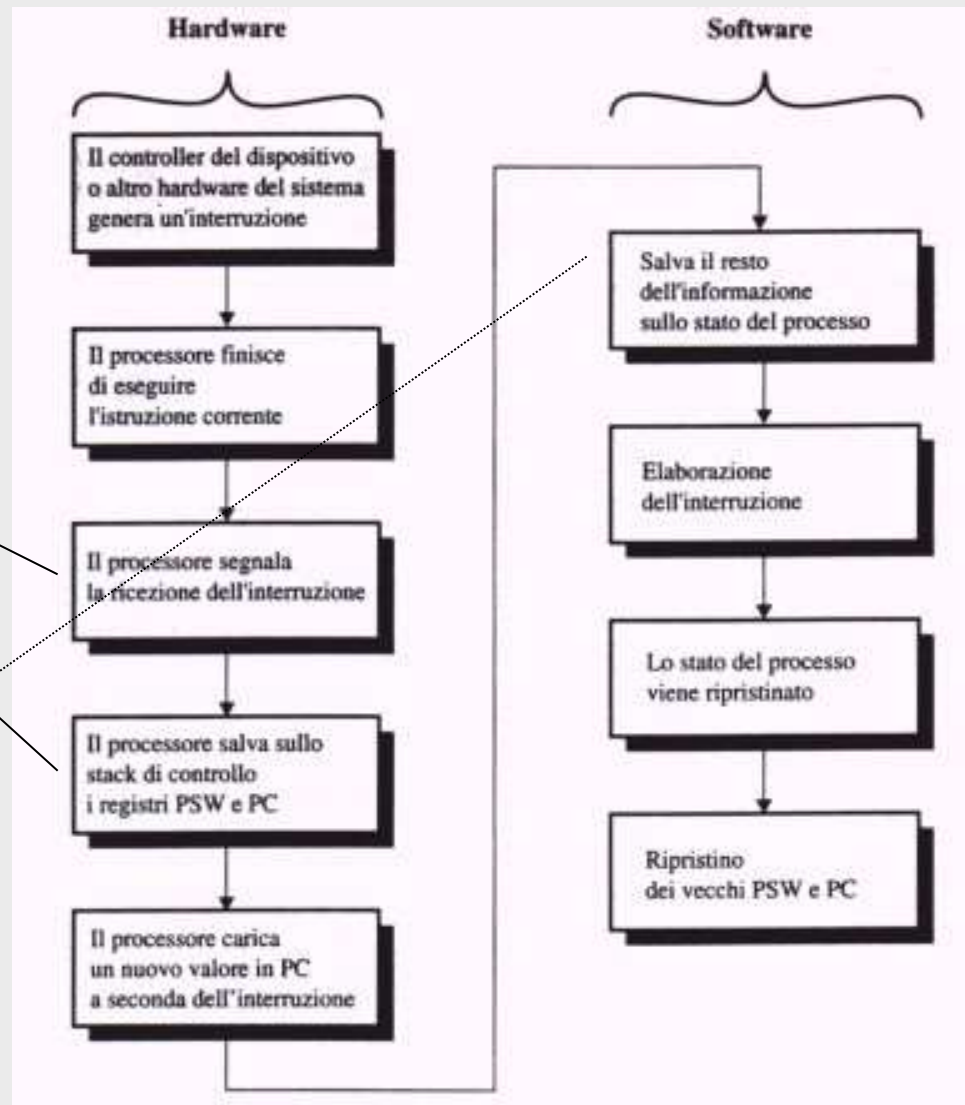 Hardware
Il controller del dispositivo
o altro hardware del sistema
genera un'interruzione
Il processore finisce
di eseguire
l'istruzione corrente
Il processore segnala
la ricezione dell'interruzione
Il processore salva sullo
stack di controllo
i registri PSW e PC
Il processore carica
un nuovo valore in PC
a seconda dell'interruzione
Software
Salva il resto
dell'informazione
sullo stato del processo
Elaborazione
dell'interruzione
Lo stato del processo
viene ripristinato
Ripristino
dei vecchi PSW e PC